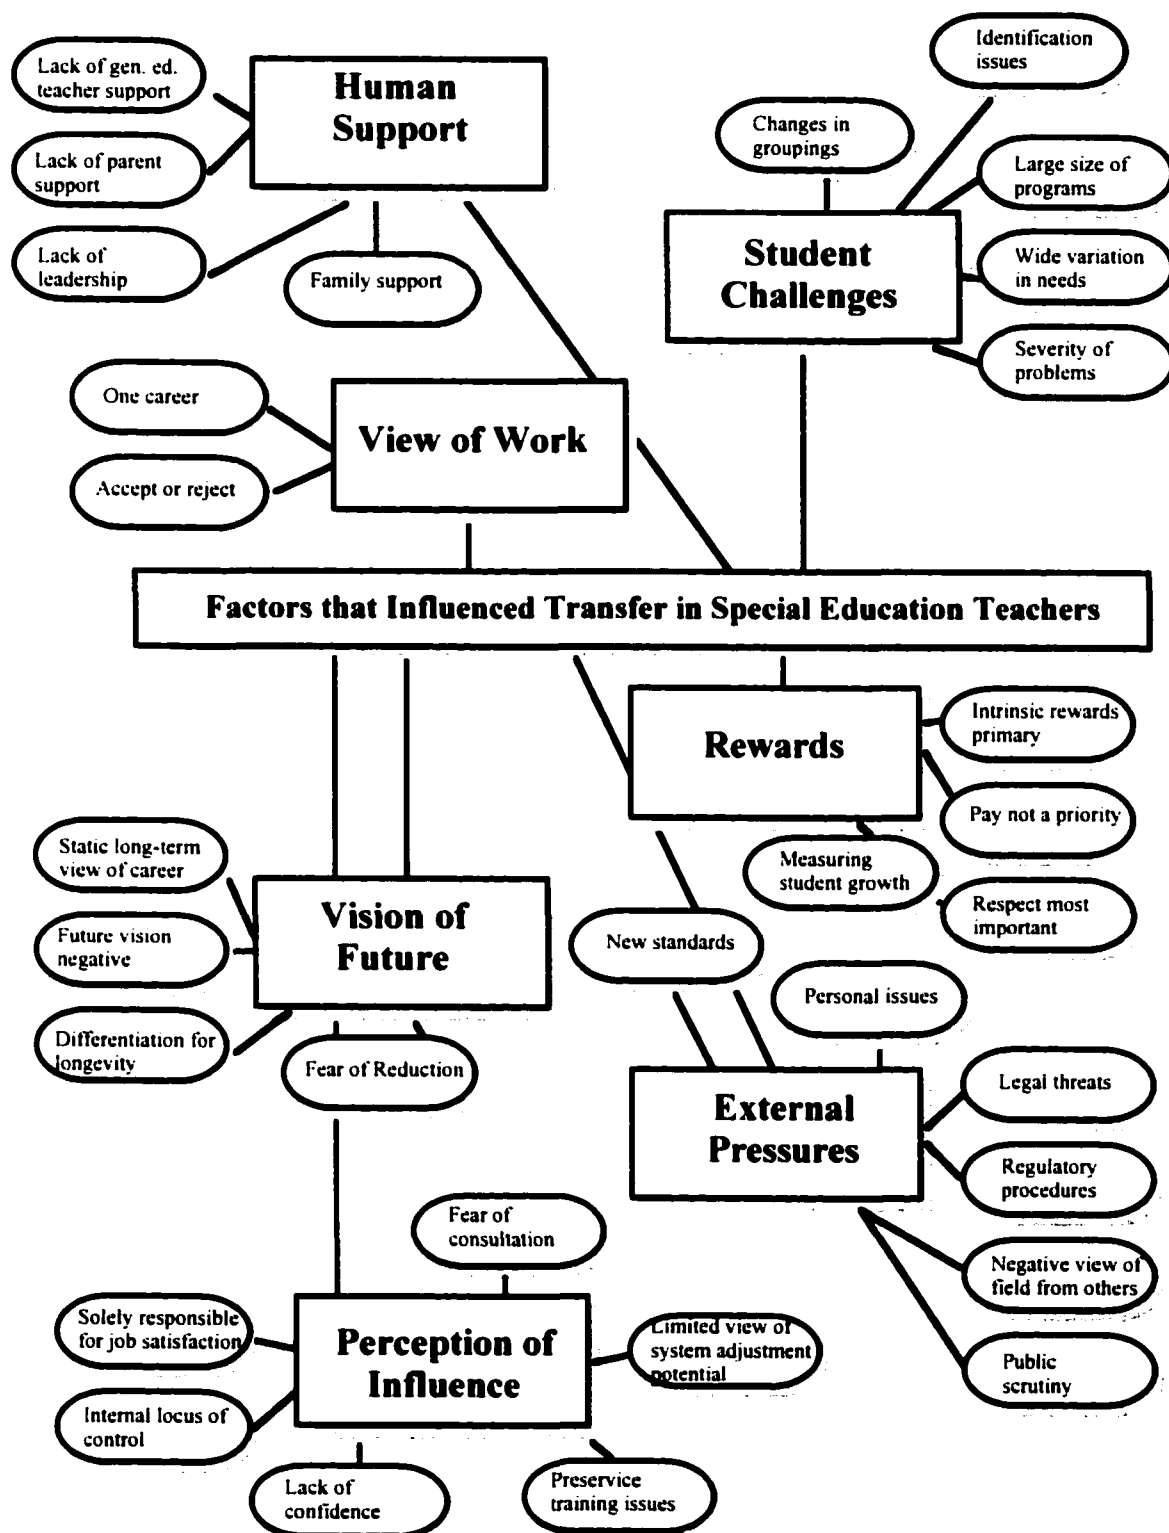 Identification
issues
Lack of gen. ed.
teacher support
Human
Support
Changes in
groupings
Lack of parent
support
Large size of
programs
Lack of
leadership
Family support
Student
Challenges
Wide variation
in needs
Severity of
problems
One career
View of Work
Accept or reject
Factors that Influenced Transfer in Special Education Teachers
Rewards
Intrinsic rewards
primary
Pay not a priority
Measuring
student growth
Respect most
important
Static long-term
view of career
Vision of
Future
Future vision
negative
New standards
Personal issues
Differentiation for
longevity
Fear of Reduction
External
Pressures
Legal threats
Regulatory
procedures
Negative view of
field from others
Public
scrutiny
Fear of
consultation
Solely responsible
for job satisfaction
Perception of
Influence
Limited view of
system adjustment
potential
Internal locus of
control
Lack of
confidence
Preservice
training issues